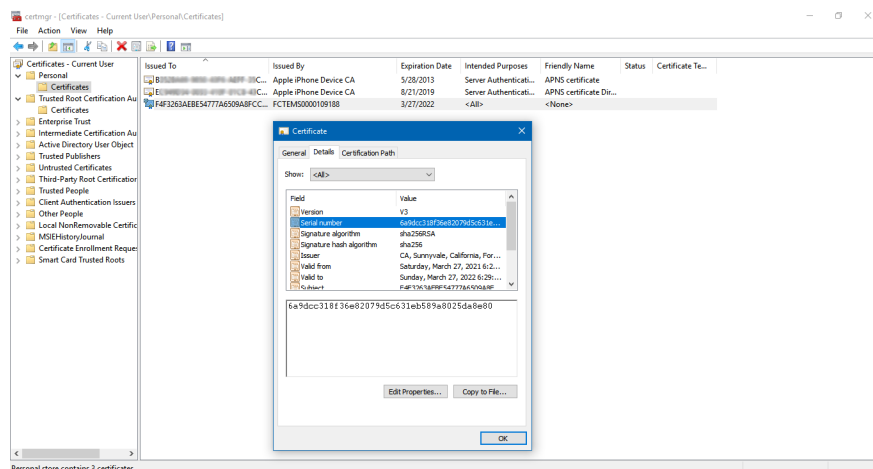 certmgr - [Certificates - Current User\Personal\Certificates]
File Action View Help
Certificates - Current User
Personal
Certificates
Trusted Root Certification Au
Certificates
Enterprise Trust
Intermediate Certification Au
Active Directory User Object
Trusted Publishers
Untrusted Certificates
Third-Party Root Certification
Trusted People
Client Authentication Issuers
Other People
Local NonRemovable Certific
MSIEHistoryJournal
Certificate Enrollment Reques
Smart Card Trusted Roots
Issued To Issued By Expiration Date Intended Purposes Friendly Name Status Certificate Te...
Apple iPhone Device CA 5/28/2013 Server Authenticati... APNS certificate
Apple iPhone Device CA 8/21/2019 Server Authenticati... APNS certificate Dir...
F4F3263AEBE54777A6509A8FCC... FCTEMS0000109188 3/27/2022 <All> <None>
Certificate
General Details Certification Path
Show: <All>
Field Value
Version V3
Serial number 6a9dcc318f36e82079d5c631e...
Signature algorithm sha256RSA
Signature hash algorithm sha256
Issuer CA, Sunnyvale, California, For...
Valid from Saturday, March 27, 2021 6:2...
Valid to Sunday, March 27, 2022 6:29:...
Subject F4F3263AEBE54777A6509A8F
6a9dcc318f36e82079d5c631eb589a8025da8e80
Edit Properties... Copy to File...
OK
Personal store contains 3 certificates.